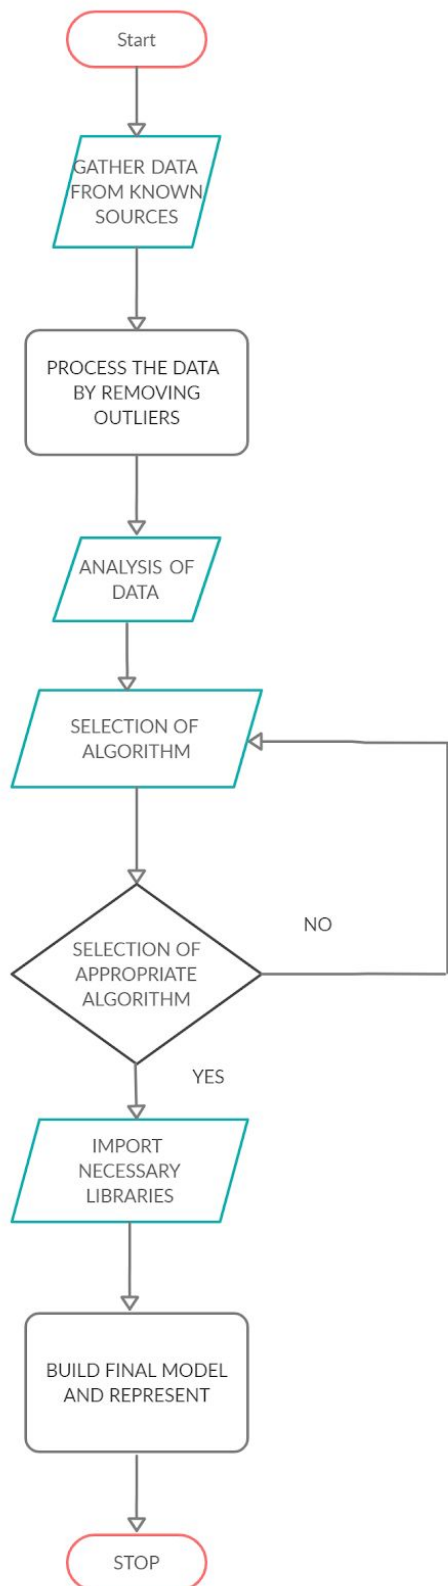 Start
GATHER DATA
FROM KNOWN
SOURCES
PROCESS THE DATA
BY REMOVING
OUTLIERS
ANALYSIS OF
DATA
SELECTION OF
ALGORITHM
SELECTION OF
APPROPRIATE
ALGORITHM
NO
YES
IMPORT
NECESSARY
LIBRARIES
BUILD FINAL MODEL
AND REPRESENT
STOP